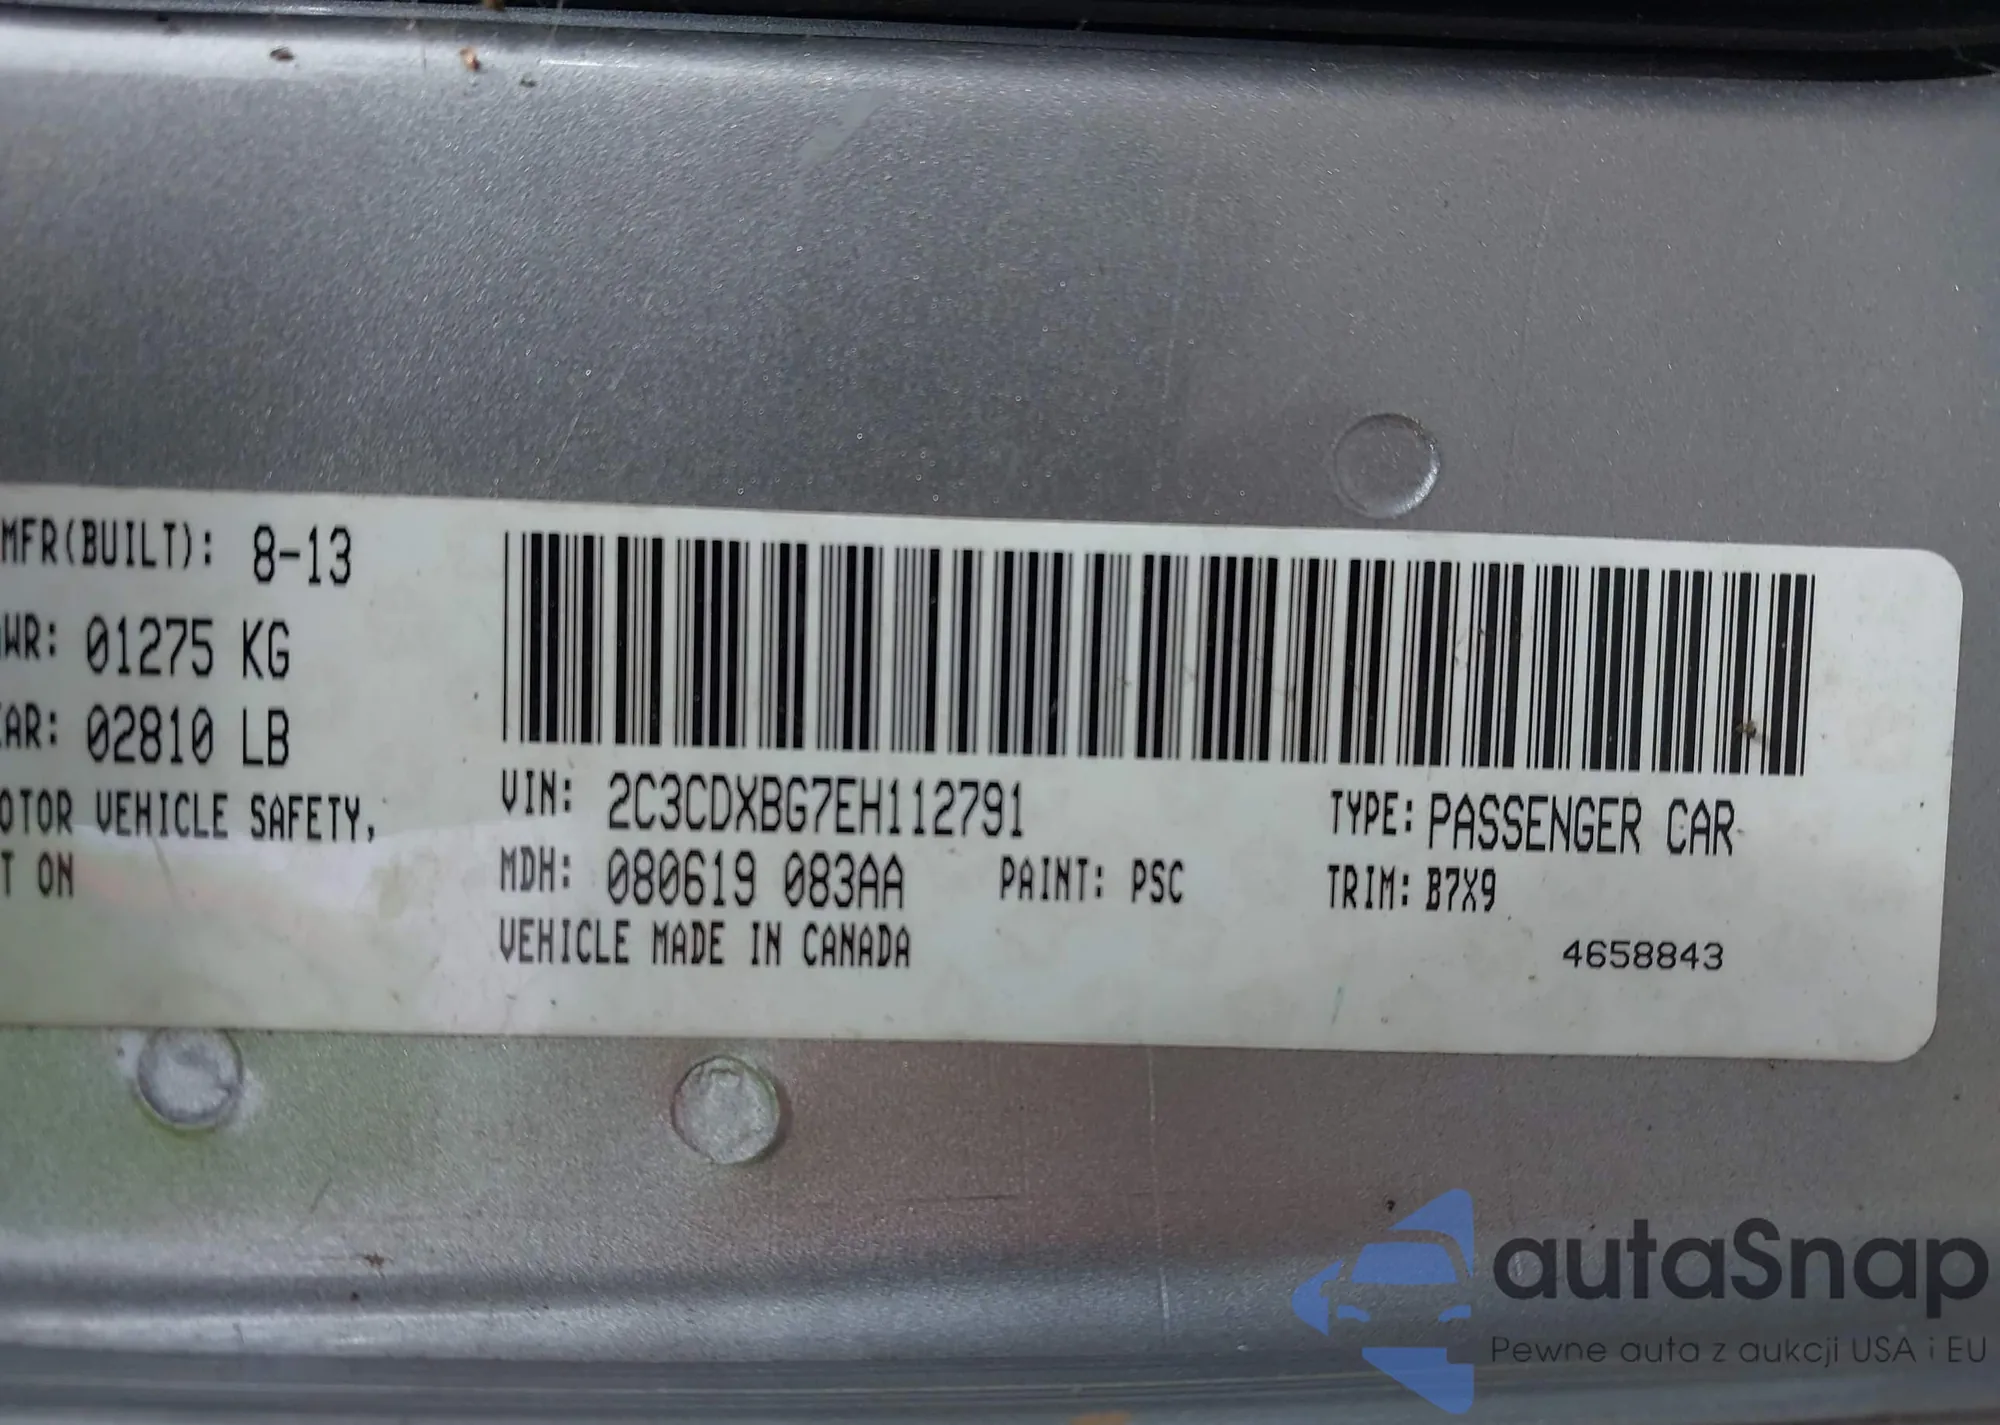 MFR(BUILT): 8-13
WR: 01275 KG
AR: 02810 LB
OTOR VEHICLE SAFETY,
T ON
VIN: 2C3CDXBG7EH112791
TYPE: PASSENGER CAR
MDH: 080619 083AA
PAINT: PSC
TRIM: B7X9
VEHICLE MADE IN CANADA
4658843
autaSnap
Pewne auta z aukcji USA i EU